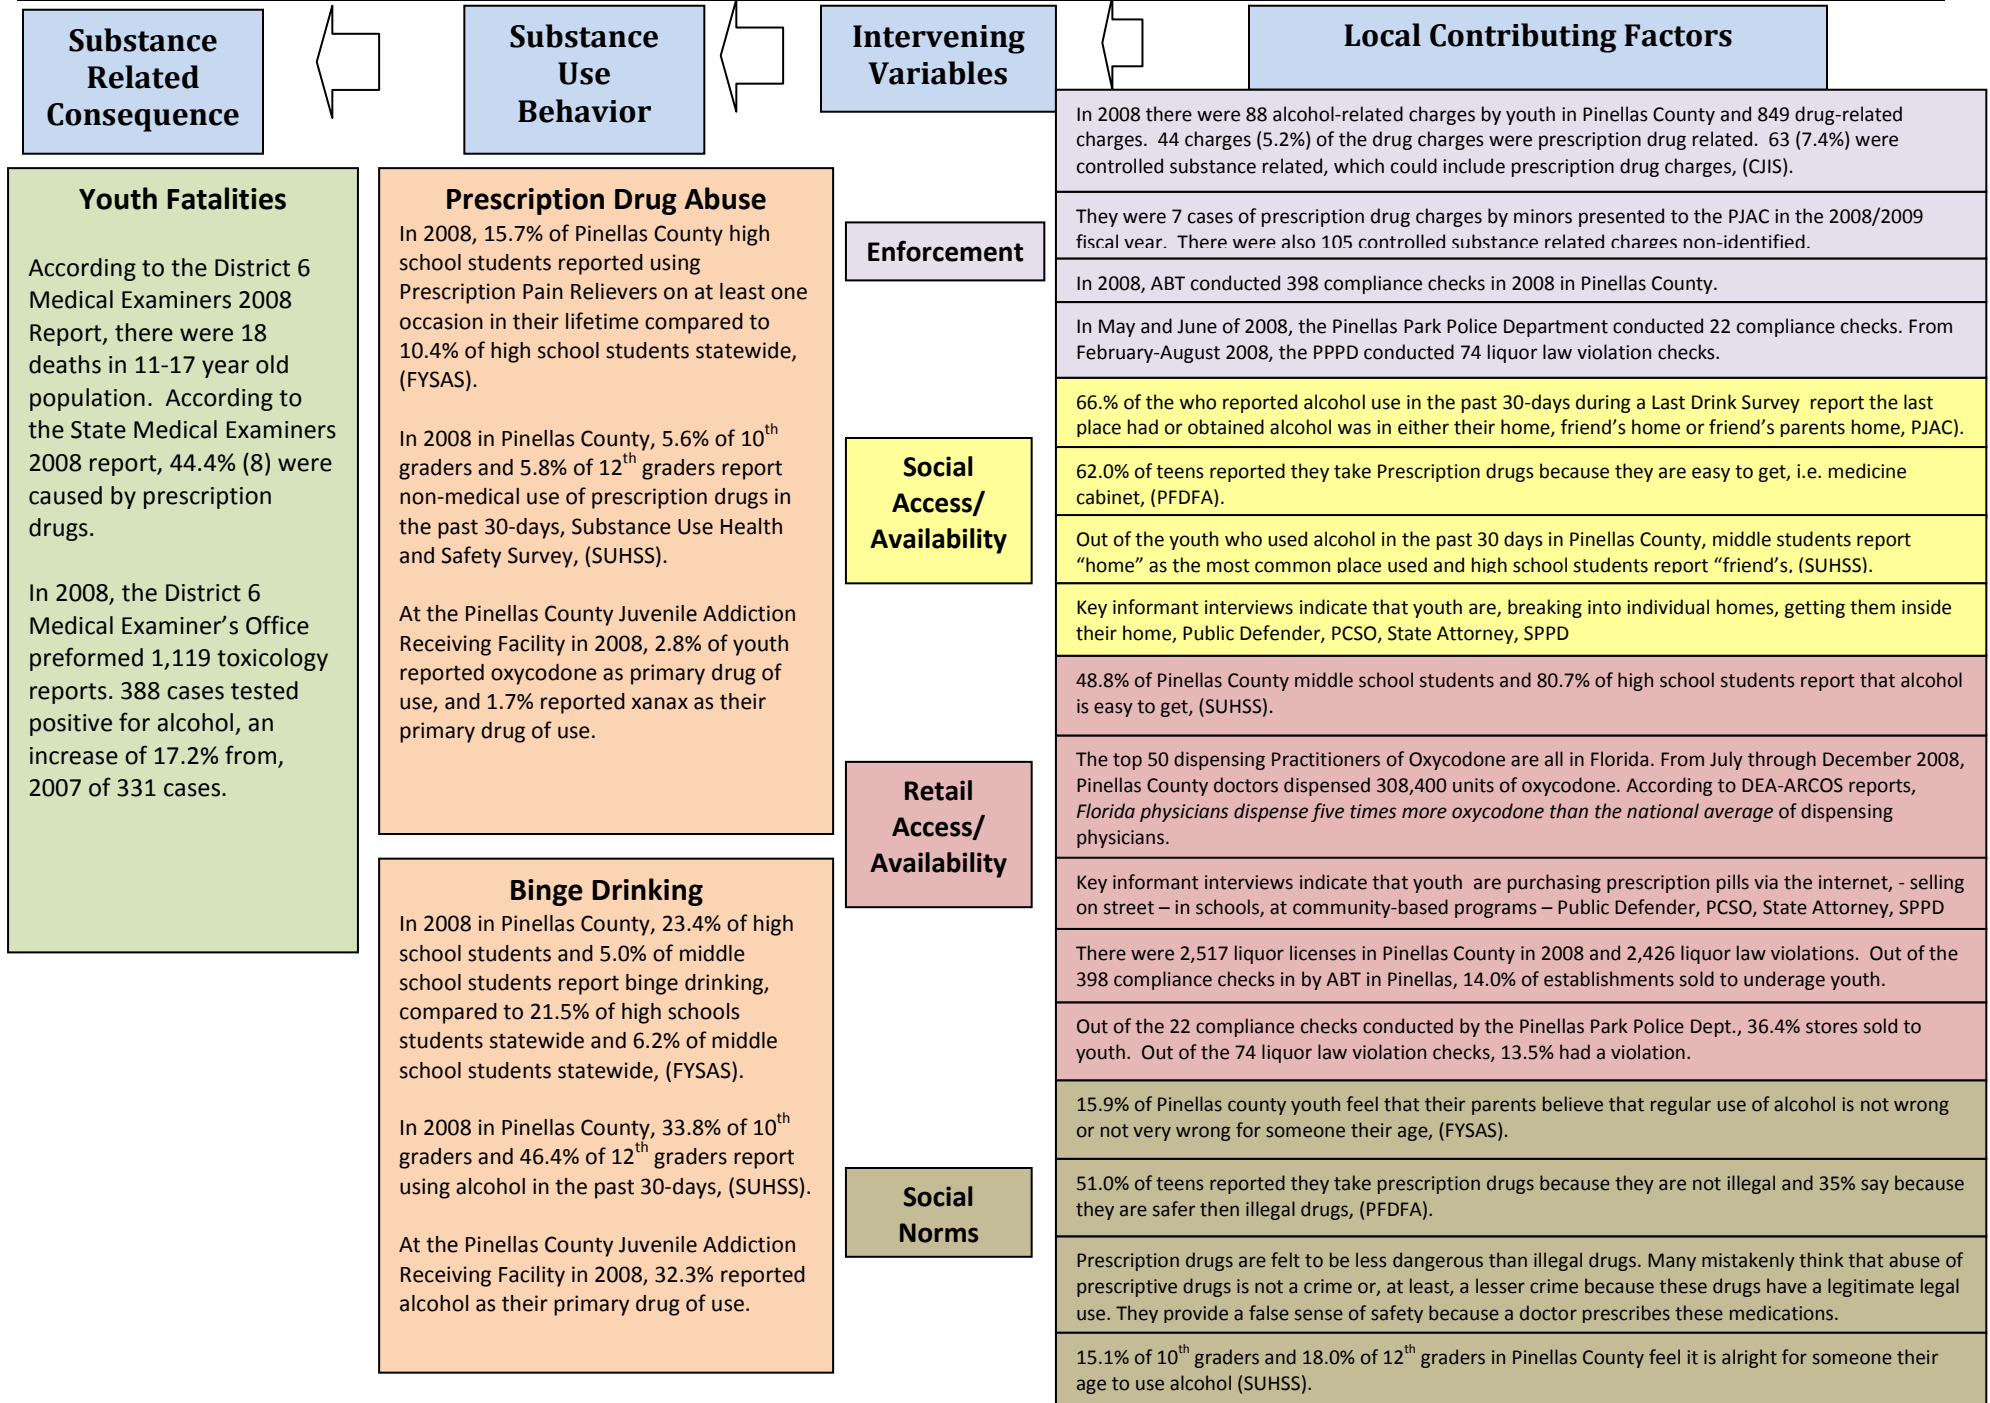 Substance
Related
Consequence
Substance
Use
Behavior
Intervening
Variables
Local Contributing Factors
Youth Fatalities
According to the District 6
Medical Examiners 2008
Report, there were 18
deaths in 11-17 year old
population.  According to
the State Medical Examiners
2008 report, 44.4% (8) were
caused by prescription
drugs.
In 2008, the District 6
Medical Examiner’s Office
preformed 1,119 toxicology
reports. 388 cases tested
positive for alcohol, an
increase of 17.2% from,
2007 of 331 cases.
Prescription Drug Abuse
In 2008, 15.7% of Pinellas County high
school students reported using
Prescription Pain Relievers on at least one
occasion in their lifetime compared to
10.4% of high school students statewide,
(FYSAS).
In 2008 in Pinellas County, 5.6% of 10th
graders and 5.8% of 12th graders report
non-medical use of prescription drugs in
the past 30-days, Substance Use Health
and Safety Survey, (SUHSS).
At the Pinellas County Juvenile Addiction
Receiving Facility in 2008, 2.8% of youth
reported oxycodone as primary drug of
use, and 1.7% reported xanax as their
primary drug of use.
Binge Drinking
In 2008 in Pinellas County, 23.4% of high
school students and 5.0% of middle
school students report binge drinking,
compared to 21.5% of high schools
students statewide and 6.2% of middle
school students statewide, (FYSAS).
In 2008 in Pinellas County, 33.8% of 10th
graders and 46.4% of 12th graders report
using alcohol in the past 30-days, (SUHSS).
At the Pinellas County Juvenile Addiction
Receiving Facility in 2008, 32.3% reported
alcohol as their primary drug of use.
Enforcement
Social
Access/
Availability
Retail
Access/
Availability
Social
Norms
In 2008 there were 88 alcohol-related charges by youth in Pinellas County and 849 drug-related
charges.  44 charges (5.2%) of the drug charges were prescription drug related.  63 (7.4%) were
controlled substance related, which could include prescription drug charges, (CJIS).
They were 7 cases of prescription drug charges by minors presented to the PJAC in the 2008/2009
fiscal year.  There were also 105 controlled substance related charges non-identified.
In 2008, ABT conducted 398 compliance checks in 2008 in Pinellas County.
In May and June of 2008, the Pinellas Park Police Department conducted 22 compliance checks. From
February-August 2008, the PPPD conducted 74 liquor law violation checks.
66.% of the who reported alcohol use in the past 30-days during a Last Drink Survey  report the last
place had or obtained alcohol was in either their home, friend’s home or friend’s parents home, PJAC).
62.0% of teens reported they take Prescription drugs because they are easy to get, i.e. medicine
cabinet, (PFDFA).
Out of the youth who used alcohol in the past 30 days in Pinellas County, middle students report
“home” as the most common place used and high school students report “friend’s, (SUHSS).
Key informant interviews indicate that youth are, breaking into individual homes, getting them inside
their home, Public Defender, PCSO, State Attorney, SPPD
48.8% of Pinellas County middle school students and 80.7% of high school students report that alcohol
is easy to get, (SUHSS).
The top 50 dispensing Practitioners of Oxycodone are all in Florida. From July through December 2008,
Pinellas County doctors dispensed 308,400 units of oxycodone. According to DEA-ARCOS reports,
Florida physicians dispense five times more oxycodone than the national average of dispensing
physicians.
Key informant interviews indicate that youth  are purchasing prescription pills via the internet, - selling
on street – in schools, at community-based programs – Public Defender, PCSO, State Attorney, SPPD
There were 2,517 liquor licenses in Pinellas County in 2008 and 2,426 liquor law violations.  Out of the
398 compliance checks in by ABT in Pinellas, 14.0% of establishments sold to underage youth.
Out of the 22 compliance checks conducted by the Pinellas Park Police Dept., 36.4% stores sold to
youth.  Out of the 74 liquor law violation checks, 13.5% had a violation.
15.9% of Pinellas county youth feel that their parents believe that regular use of alcohol is not wrong
or not very wrong for someone their age, (FYSAS).
51.0% of teens reported they take prescription drugs because they are not illegal and 35% say because
they are safer then illegal drugs, (PFDFA).
Prescription drugs are felt to be less dangerous than illegal drugs. Many mistakenly think that abuse of
prescriptive drugs is not a crime or, at least, a lesser crime because these drugs have a legitimate legal
use. They provide a false sense of safety because a doctor prescribes these medications.
15.1% of 10th graders and 18.0% of 12th graders in Pinellas County feel it is alright for someone their
age to use alcohol (SUHSS).